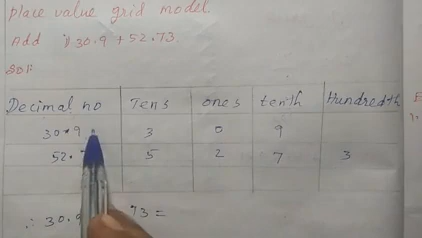 place value grid model.
Add i) 30.9 + 52.73.
Sol:
Decimal no Tens ones tenth Hundredth
30.9 3 0 9
52. 5 2 7 3
∴ 30.9 73 =